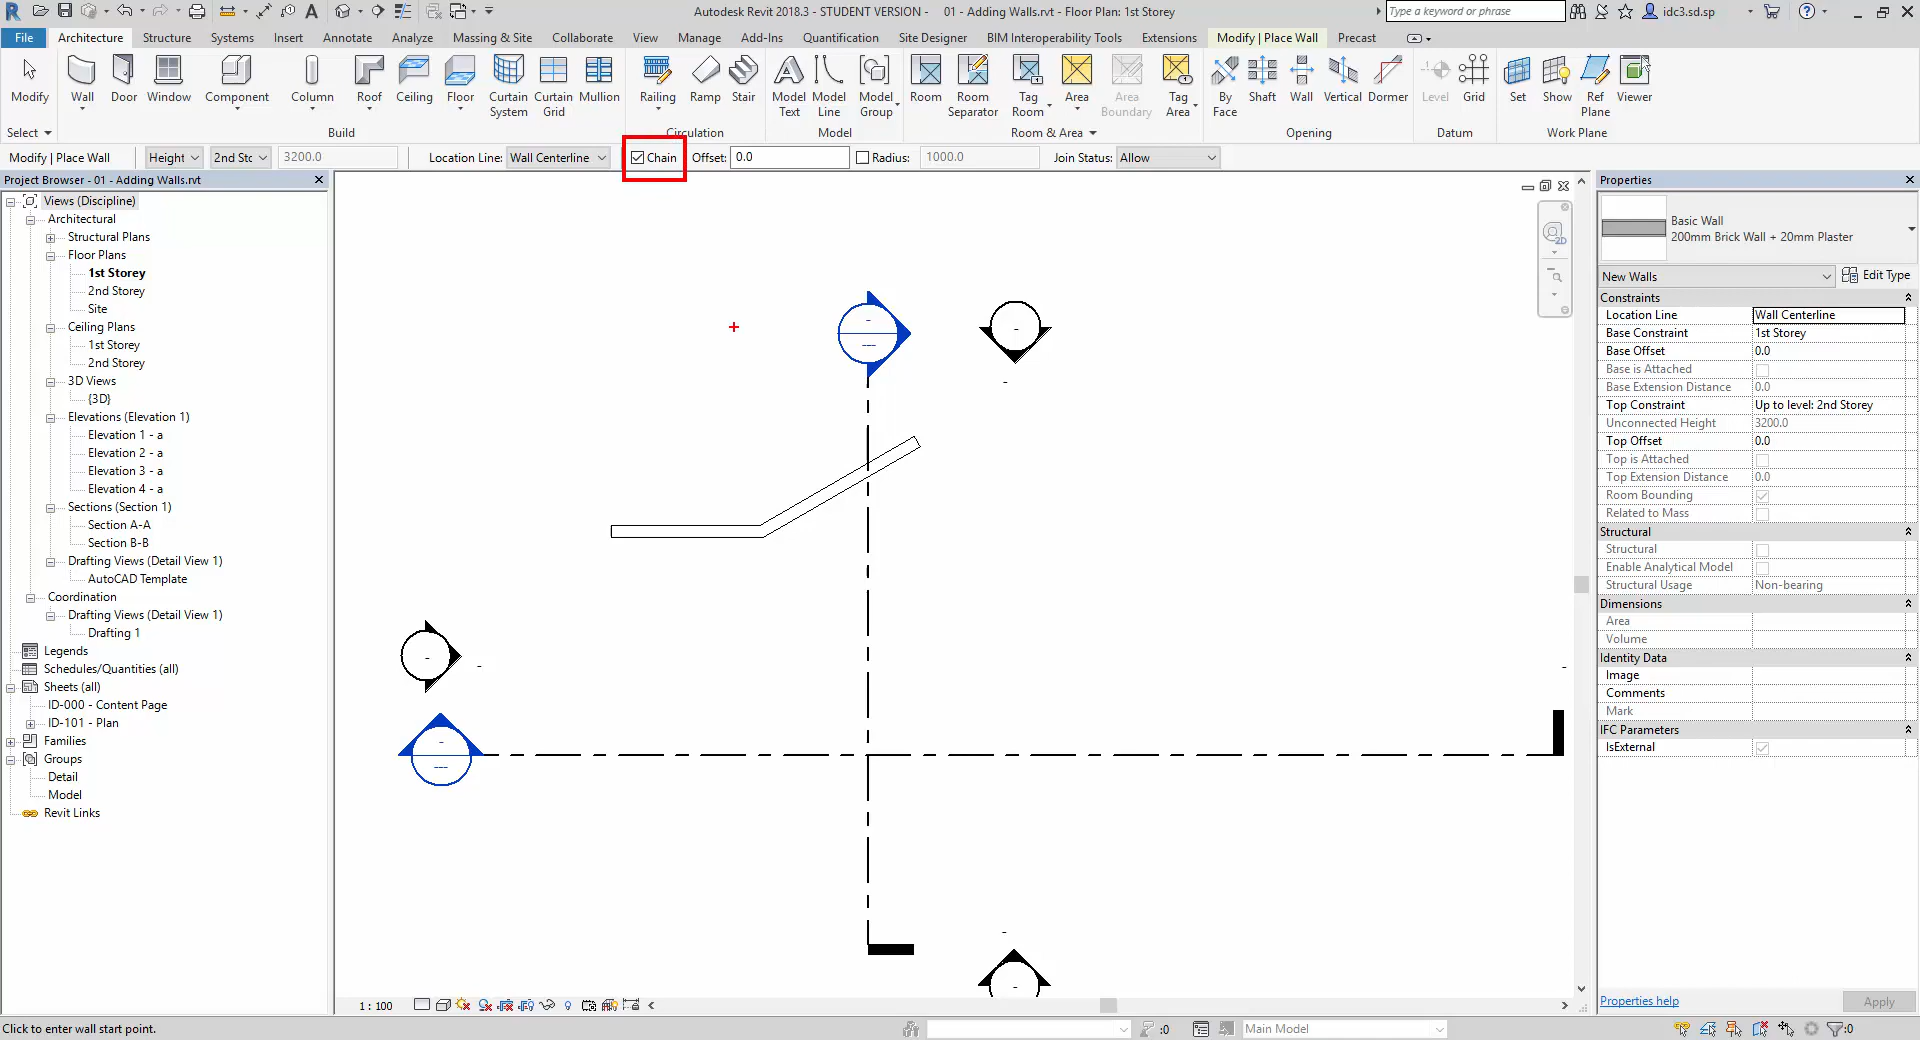 Autodesk Revit 2018.3 - STUDENT VERSION - 01 - Adding Walls.rvt - Floor Plan: 1st Storey
Type a keyword or phrase
idc3.sd.sp
File Architecture Structure Systems Insert Annotate Analyze Massing & Site Collaborate View Manage Add-Ins Quantification Site Designer BIM Interoperability Tools Extensions Modify | Place Wall Precast
Modify Wall Door Window Component Column Roof Ceiling Floor Curtain System Curtain Grid Mullion Railing Ramp Stair Model Text Model Line Model Group Room Room Separator Tag Room Area Area Boundary Tag Area By Face Shaft Wall Vertical Dormer Level Grid Set Show Ref Plane Viewer
Select Build Circulation Model Room & Area Opening Datum Work Plane
Modify | Place Wall Height 2nd Stc 3200.0 Location Line: Wall Centerline Chain Offset: 0.0 Radius: 1000.0 Join Status: Allow
Project Browser - 01 - Adding Walls.rvt
Views (Discipline)
Architectural
Structural Plans
Floor Plans
1st Storey
2nd Storey
Site
Ceiling Plans
1st Storey
2nd Storey
3D Views
{3D}
Elevations (Elevation 1)
Elevation 1 - a
Elevation 2 - a
Elevation 3 - a
Elevation 4 - a
Sections (Section 1)
Section A-A
Section B-B
Drafting Views (Detail View 1)
AutoCAD Template
Coordination
Drafting Views (Detail View 1)
Drafting 1
Legends
Schedules/Quantities (all)
Sheets (all)
ID-000 - Content Page
ID-101 - Plan
Families
Groups
Detail
Model
Revit Links
2D
Properties
Basic Wall
200mm Brick Wall + 20mm Plaster
New Walls Edit Type
Constraints
Location Line Wall Centerline
Base Constraint 1st Storey
Base Offset 0.0
Base is Attached
Base Extension Distance 0.0
Top Constraint Up to level: 2nd Storey
Unconnected Height 3200.0
Top Offset 0.0
Top is Attached
Top Extension Distance 0.0
Room Bounding
Related to Mass
Structural
Structural
Enable Analytical Model
Structural Usage Non-bearing
Dimensions
Area
Volume
Identity Data
Image
Comments
Mark
IFC Parameters
IsExternal
Properties help Apply
1 : 100
Click to enter wall start point.
:0 Main Model :0